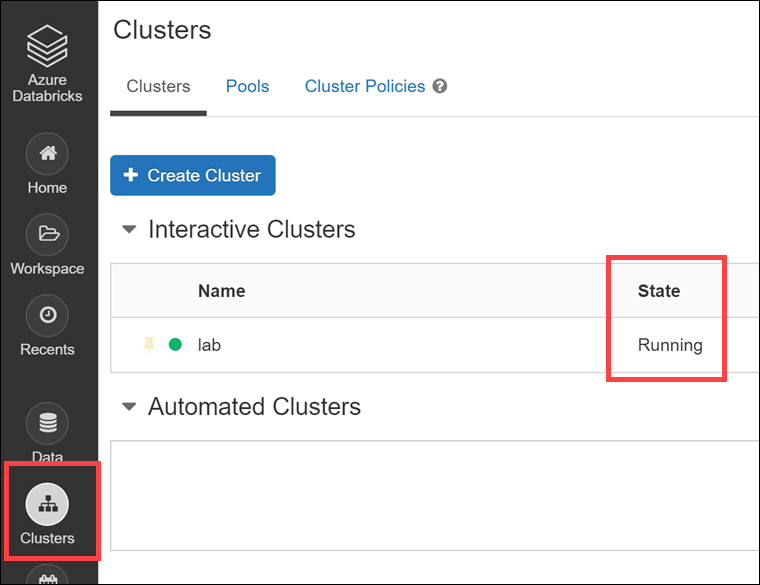 Azure
Databricks
Home
Workspace
Recents
Data
Clusters
Clusters
Clusters Pools Cluster Policies ?
+ Create Cluster
Interactive Clusters
Name State
lab Running
Automated Clusters